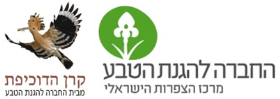 החברה להגנת הטבע
מרכז הצפרות הישראלי
קרן הדוכיפת
מבית החברה להגנת הטבע